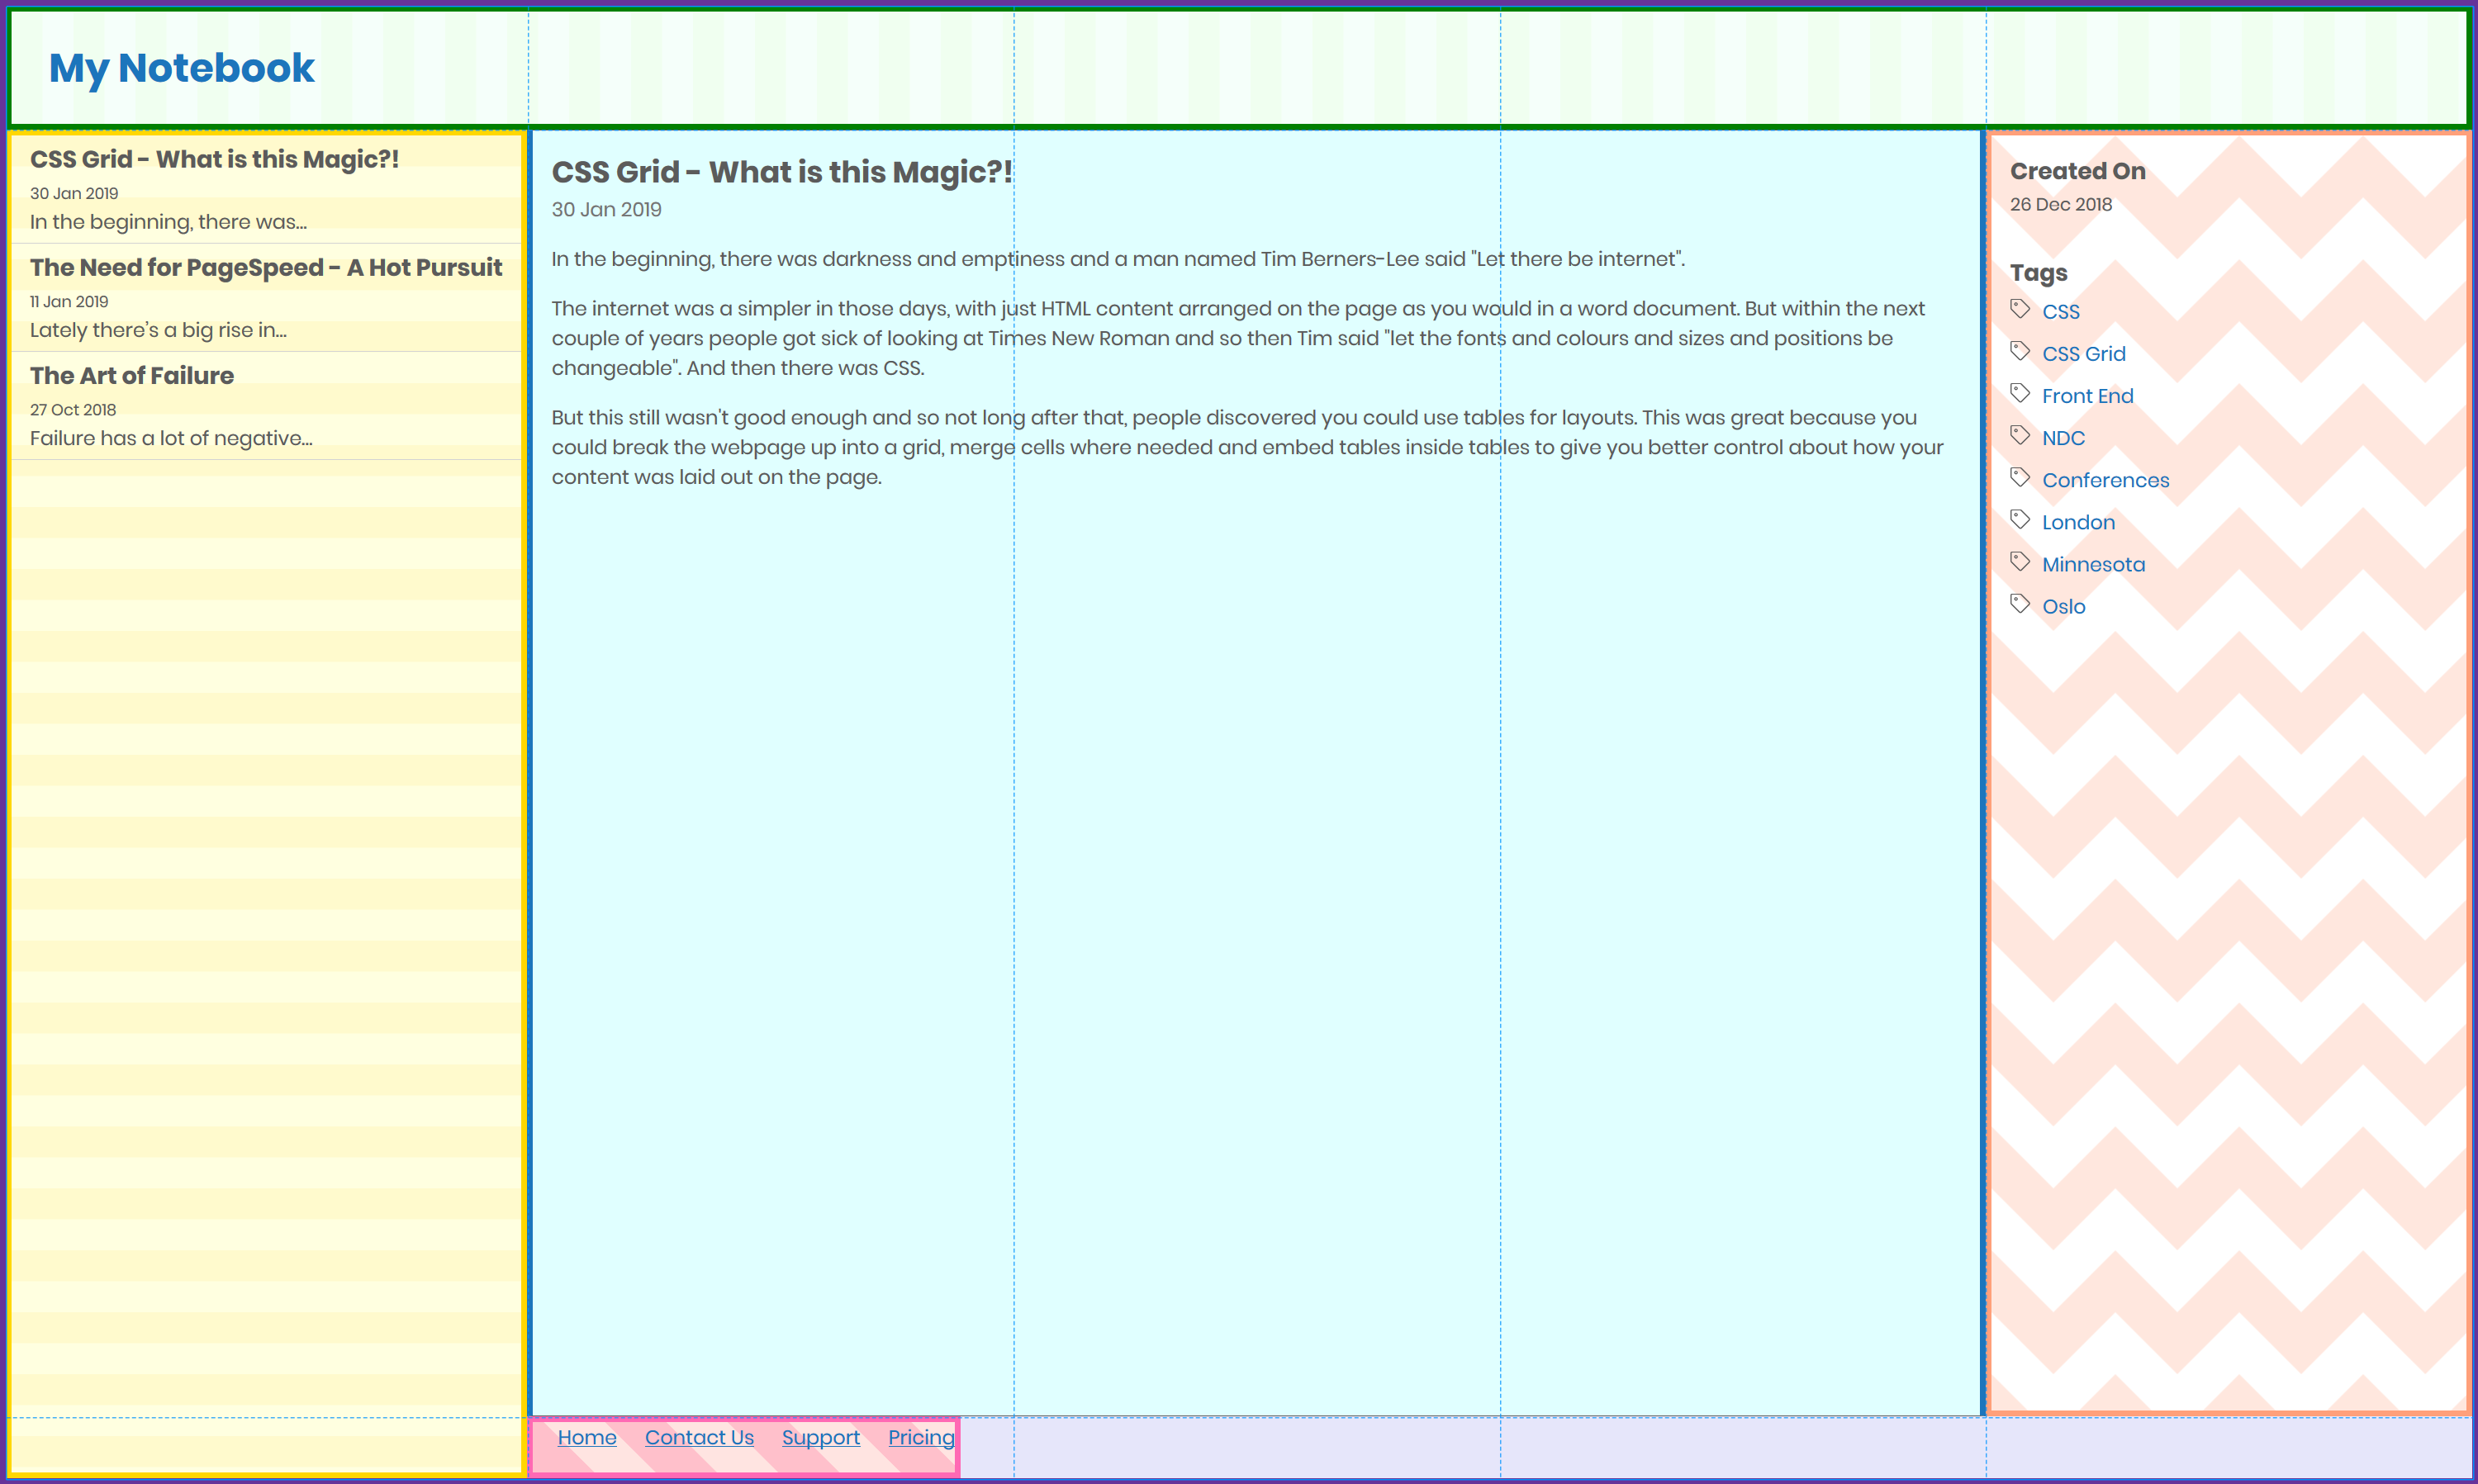 My Notebook
CSS Grid - What is this Magic?!
30 Jan 2019
In the beginning, there was...
The Need for PageSpeed - A Hot Pursuit
11 Jan 2019
Lately there's a big rise in...
The Art of Failure
27 Oct 2018
Failure has a lot of negative...
CSS Grid - What is this Magic?!
30 Jan 2019
In the beginning, there was darkness and emptiness and a man named Tim Berners-Lee said "Let there be internet".
The internet was a simpler in those days, with just HTML content arranged on the page as you would in a word document. But within the next
couple of years people got sick of looking at Times New Roman and so then Tim said "let the fonts and colours and sizes and positions be
changeable". And then there was CSS.
But this still wasn't good enough and so not long after that, people discovered you could use tables for layouts. This was great because you
could break the webpage up into a grid, merge cells where needed and embed tables inside tables to give you better control about how your
content was laid out on the page.
Created On
26 Dec 2018
Tags
CSS
CSS Grid
Front End
NDC
Conferences
London
Minnesota
Oslo
Home Contact Us Support Pricing